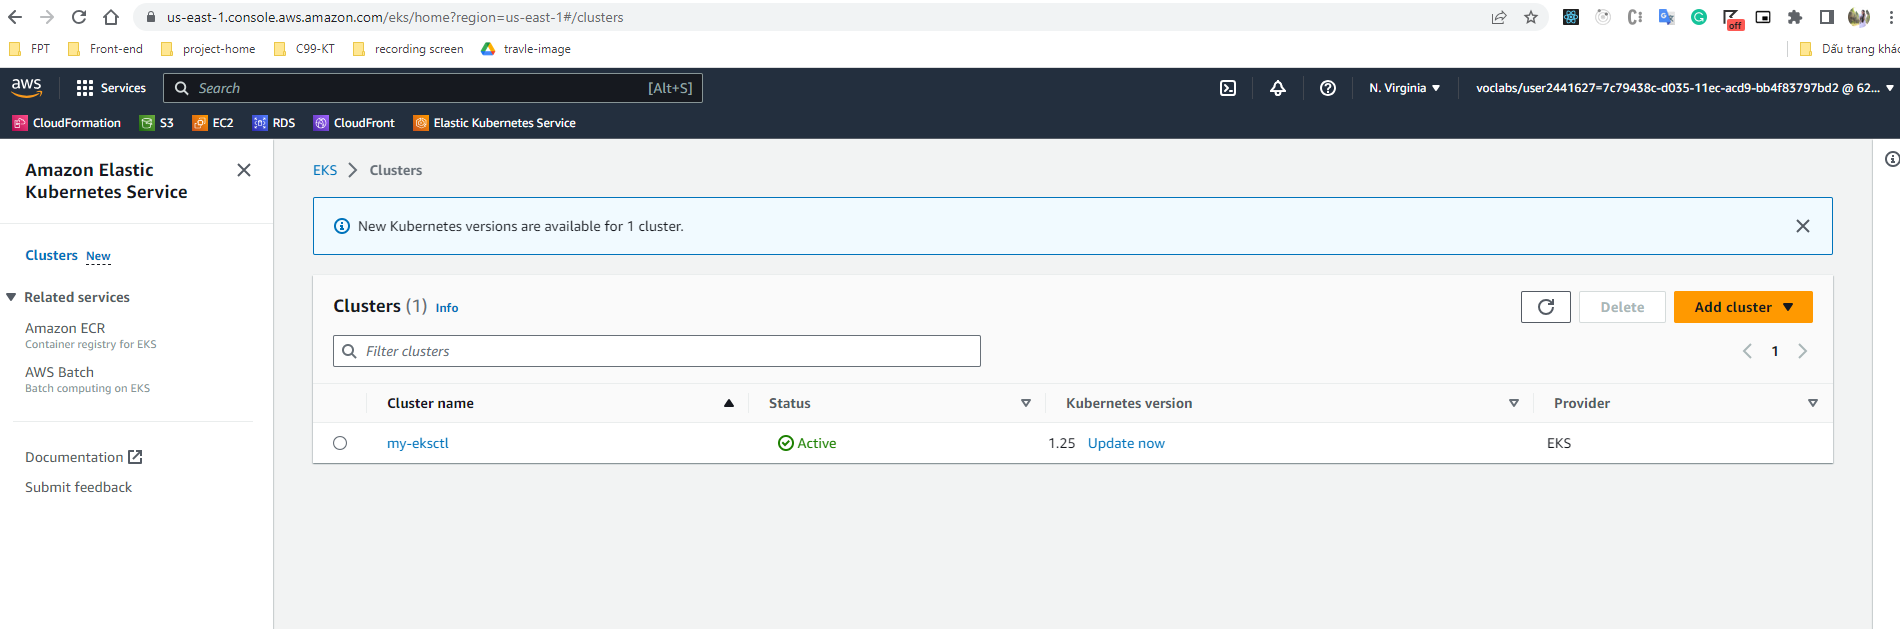 us-east-1.console.aws.amazon.com/eks/home?region=us-east-1#/clusters
off
FPT Front-end project-home C99-KT recording screen travle-image Dấu trang khác
aws Services Search [Alt+S] N. Virginia voclabs/user2441627=7c79438c-d035-11ec-acd9-bb4f83797bd2 @ 62...
CloudFormation S3 EC2 RDS CloudFront Elastic Kubernetes Service
Amazon Elastic
Kubernetes Service
Clusters New
Related services
Amazon ECR
Container registry for EKS
AWS Batch
Batch computing on EKS
Documentation
Submit feedback
EKS Clusters
New Kubernetes versions are available for 1 cluster.
Clusters (1) Info
Delete Add cluster
Filter clusters
1
Cluster name Status Kubernetes version Provider
my-eksctl Active 1.25 Update now EKS